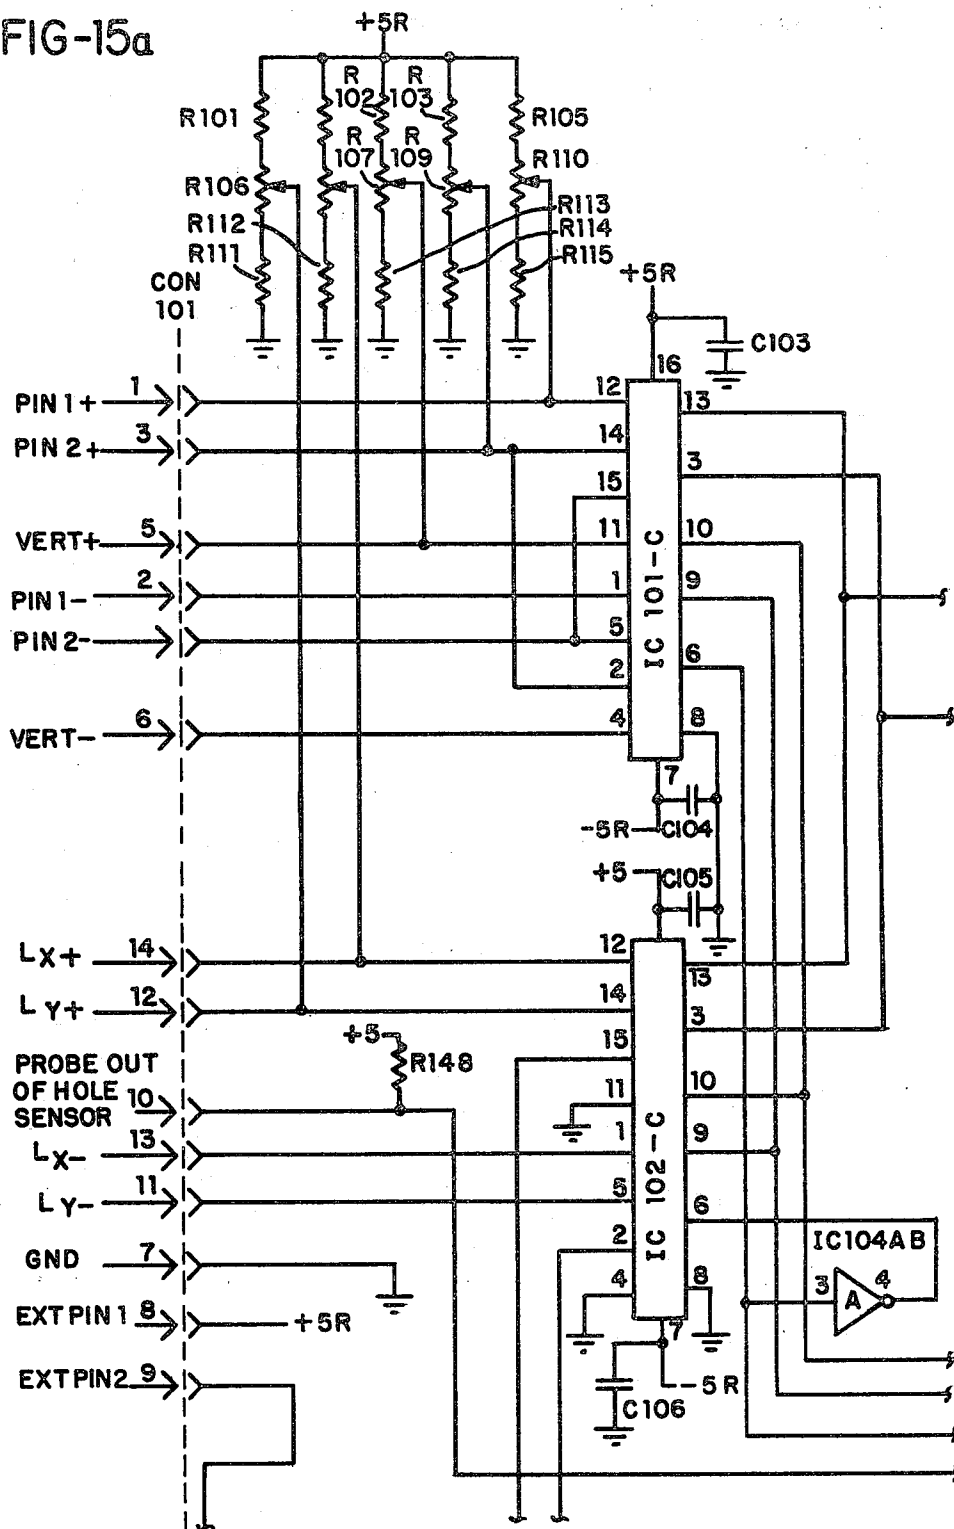 FIG-15a
+5R
R 102
R 103
R101
R105
R 107
R 109
R110
R106
R112
R111
R113
R114
R115
CON 101
+5R
C103
16
PIN 1+ 1 12 13
PIN 2+ 3 14
3
15
VERT+ 5 11 10
PIN 1- 2 1 9
PIN 2- 5
6
2
VERT- 6 4 8
IC 101-C
7
-5R C104
+5 C105
LX+ 14 12 13
LY+ 12 14
3
+5
R148
15
PROBE OUT
OF HOLE
SENSOR 10
11 10
LX- 13 1 9
LY- 11 5
6
IC 102-C
IC104AB
2
GND 7
3 A 4
4 8
EXT PIN 1 8 +5R
7
EXT PIN2 9
-5R
C106